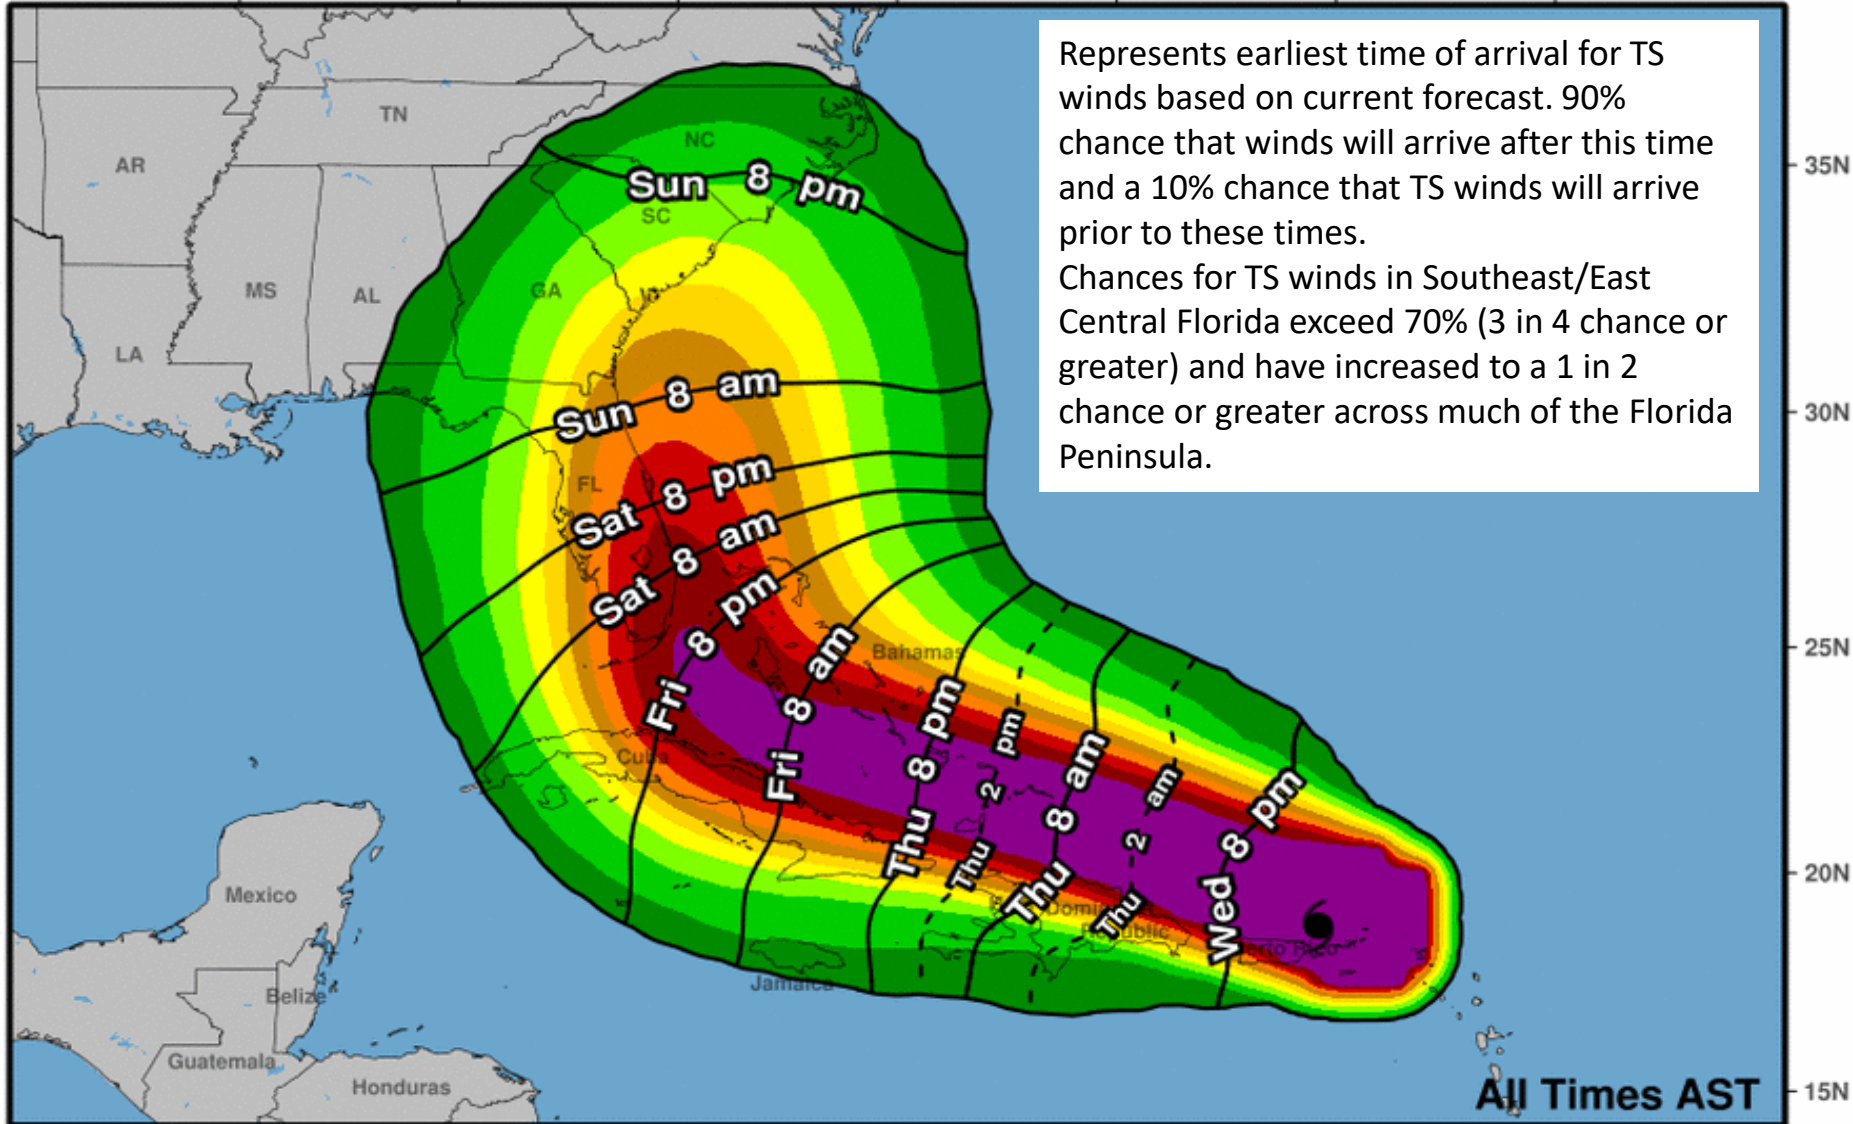 Represents earliest time of arrival for TS
winds based on current forecast. 90%
chance that winds will arrive after this time
and a 10% chance that TS winds will arrive
prior to these times.
Chances for TS winds in Southeast/East
Central Florida exceed 70% (3 in 4 chance or
greater) and have increased to a 1 in 2
chance or greater across much of the Florida
Peninsula.
TN
NC
AR
35N
Sun 8 pm
SC
MS
AL
GA
LA
Sun 8 am
30N
FL
Sat 8 pm
Sat 8 am
Fri 8 pm
Fri 8 am
Bahamas
25N
Thu 8 pm
Thu 2 pm
Thu 8 am
Thu 2 am
Wed 8 pm
Cuba
20N
Mexico
Dominican
Republic
Puerto Rico
Jamaica
Belize
Guatemala
Honduras
All Times AST
15N